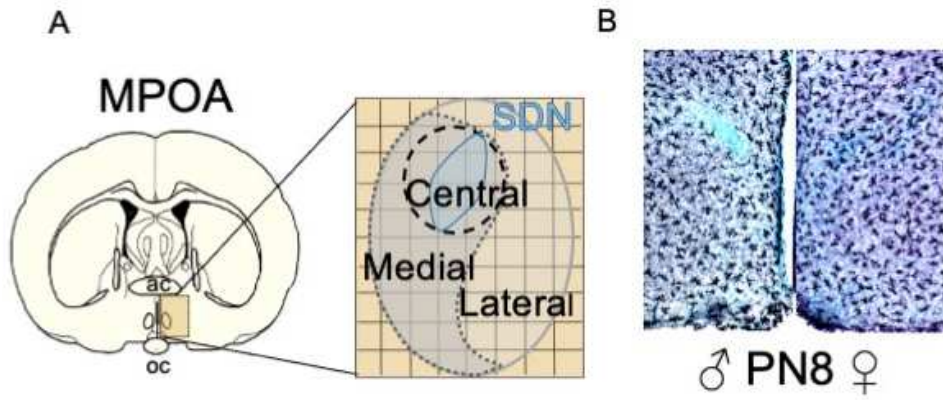 A
MPOA
ac
oc
SDN
Central
Medial
Lateral
B
♂ PN8 ♀